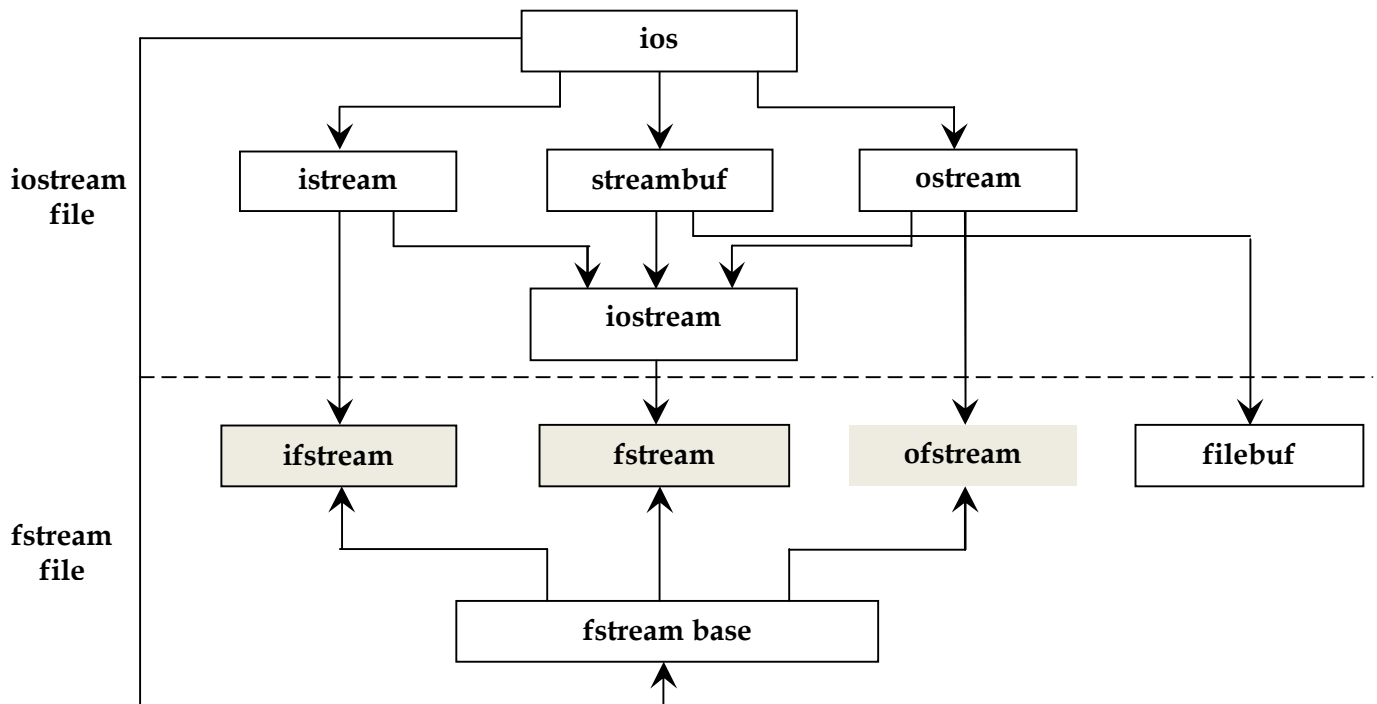 ios
istream
streambuf
ostream
iostream
file
iostream
ifstream
fstream
ofstream
filebuf
fstream
file
fstream base